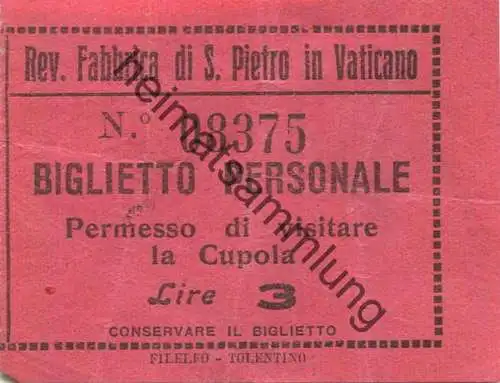 Rev. Fabbrica di S. Pietro in Vaticano
N.° 98375
BIGLIETTO PERSONALE
Permesso di visitare
la Cupola
Lire 3
CONSERVARE IL BIGLIETTO
FILELFO - TOLENTINO
heimatsammlung